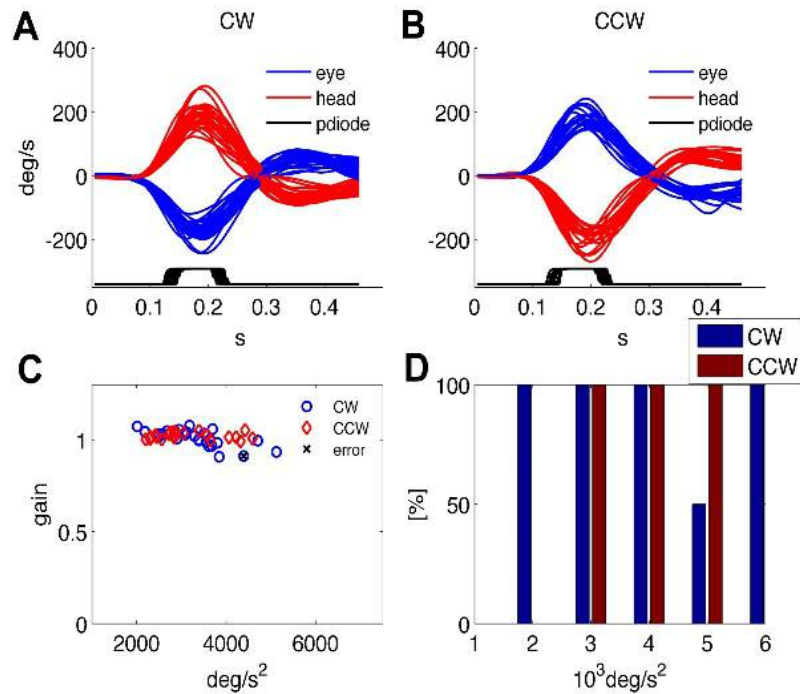 A
CW
400
200
0
-200
deg/s
eye
head
pdiode
0
0.1
0.2
0.3
0.4
s
B
CCW
400
200
0
-200
eye
head
pdiode
0
0.1
0.2
0.3
0.4
s
C
1
0.5
0
gain
CW
CCW
error
2000
4000
6000
deg/s²
D
CW
CCW
100
50
0
[%]
1
2
3
4
5
6
10³deg/s²